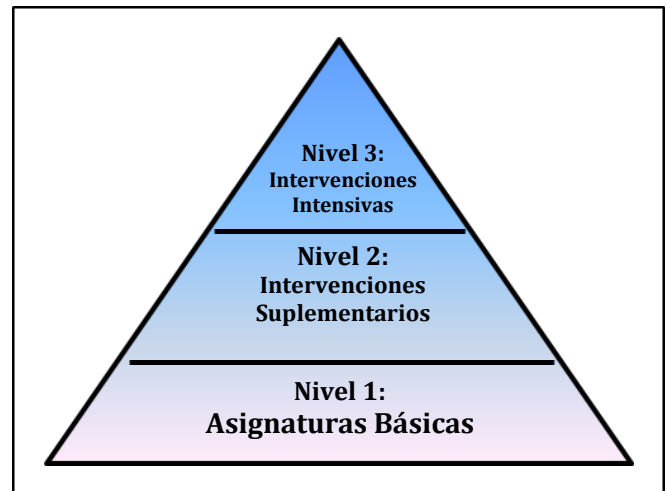 Nivel 3:
Intervenciones
Intensivas
Nivel 2:
Intervenciones
Suplementarios
Nivel 1:
Asignaturas Básicas